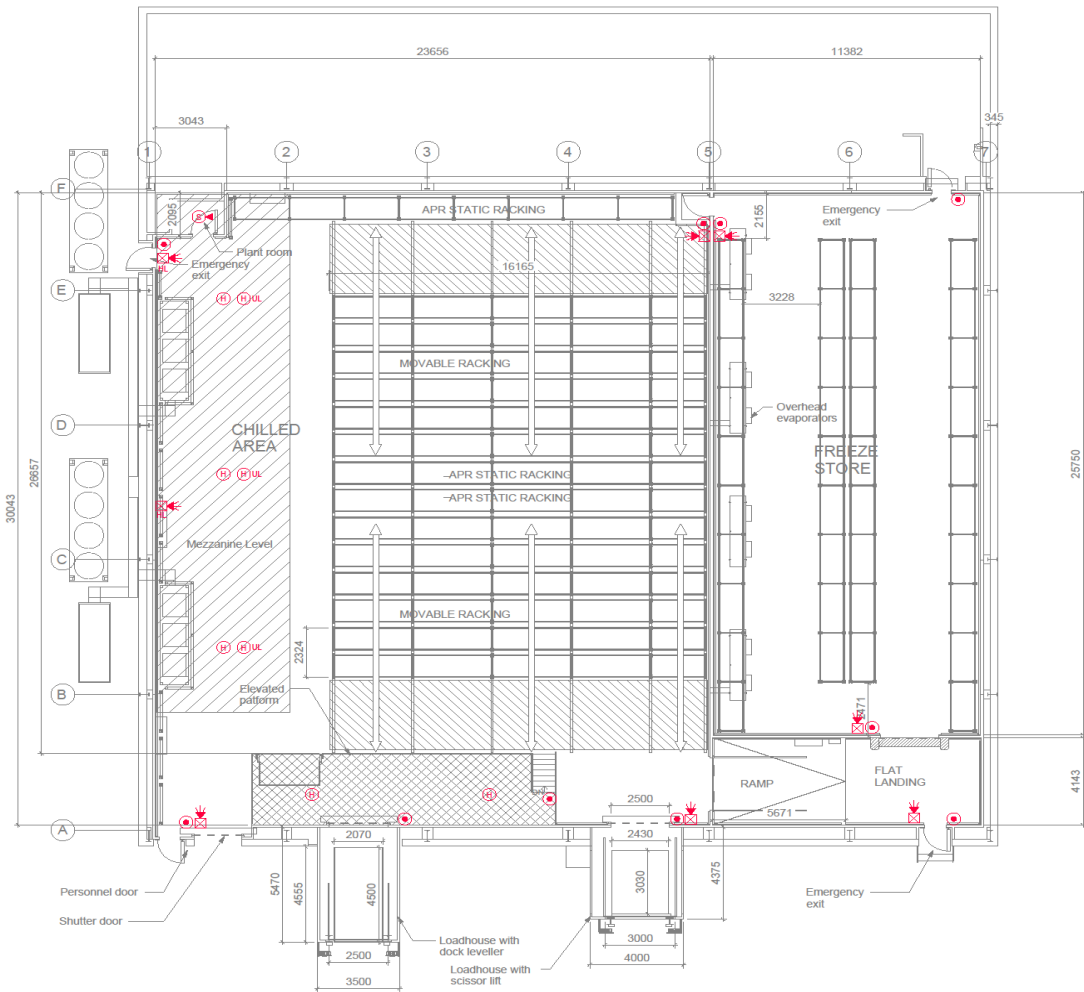 23656
11382
3043
345
1
2
3
4
5
6
7
F
2095
S
APR STATIC RACKING
2155
Emergency
exit
Plant room
Emergency
exit
HL
16165
E
H
H UL
3228
MOVABLE RACKING
Overhead
evaporators
D
CHILLED
AREA
FREEZE
STORE
26657
30043
25750
H
H UL
APR STATIC RACKING
APR STATIC RACKING
Mezzanine Level
C
MOVABLE RACKING
2324
H
H UL
B
Elevated
patform
RAMP
FLAT
LANDING
4143
H
H
2500
5671
A
2070
2430
4375
5470
4555
4500
3030
Personnel door
Shutter door
Emergency
exit
Loadhouse with
dock leveller
3000
2500
4000
3500
Loadhouse with
scissor lift